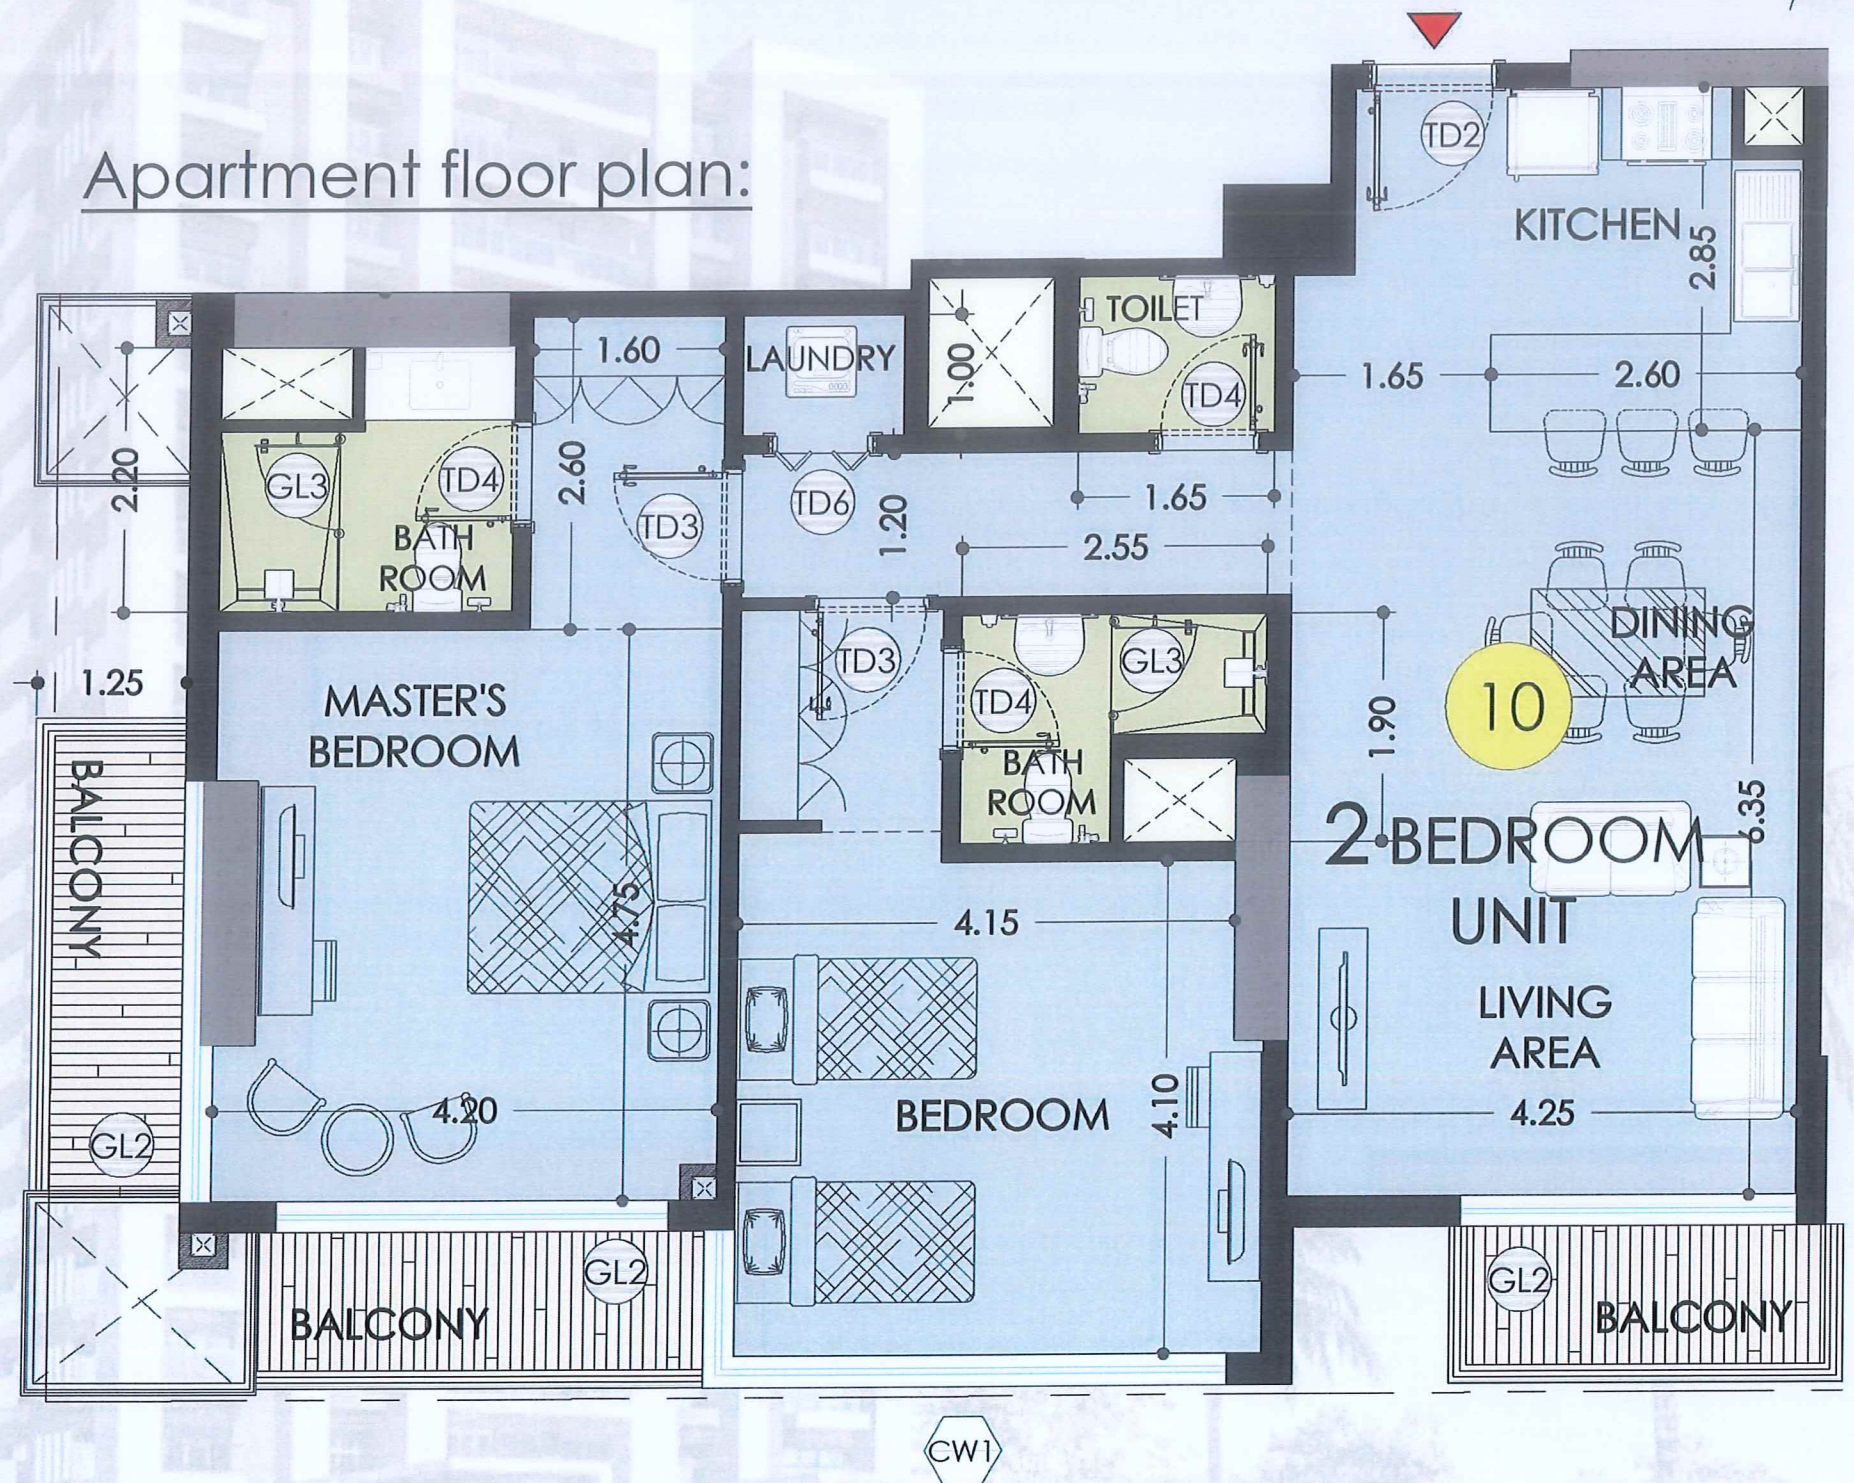 Apartment floor plan:
TD2
KITCHEN
2.85
TOILET
1.60
LAUNDRY
1.00
TD4
1.65
2.60
2.20
GL3
TD4
2.60
TD3
TD6
1.20
1.65
2.55
BATH
ROOM
DINING
AREA
1.25
MASTER'S
BEDROOM
TD3
TD4
GL3
1.90
10
BATH
ROOM
6.35
BALCONY
2 BEDROOM
UNIT
4.75
4.15
LIVING
AREA
4.20
BEDROOM
4.10
4.25
GL2
GL2
GL2
BALCONY
BALCONY
CW1